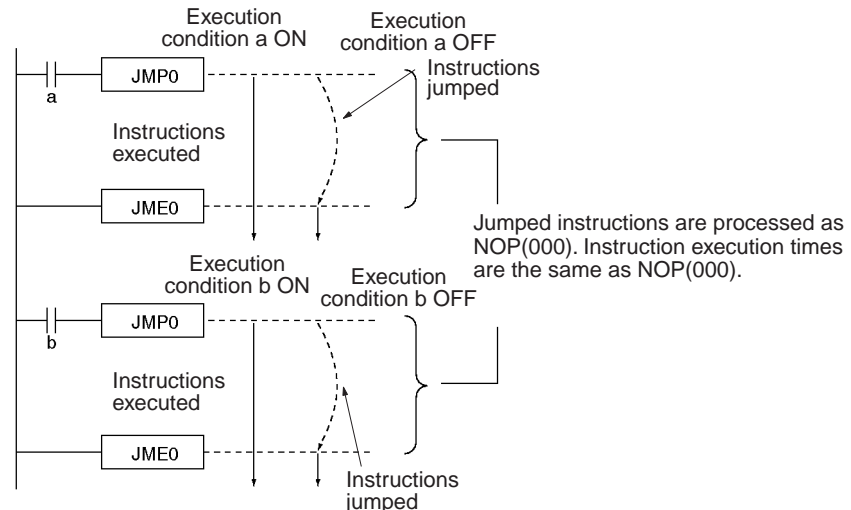 Execution
condition a ON
Execution
condition a OFF
JMP0
a
Instructions
jumped
Instructions
executed
JME0
Jumped instructions are processed as
NOP(000). Instruction execution times
are the same as NOP(000).
Execution
condition b ON
Execution
condition b OFF
JMP0
b
Instructions
executed
JME0
Instructions
jumped